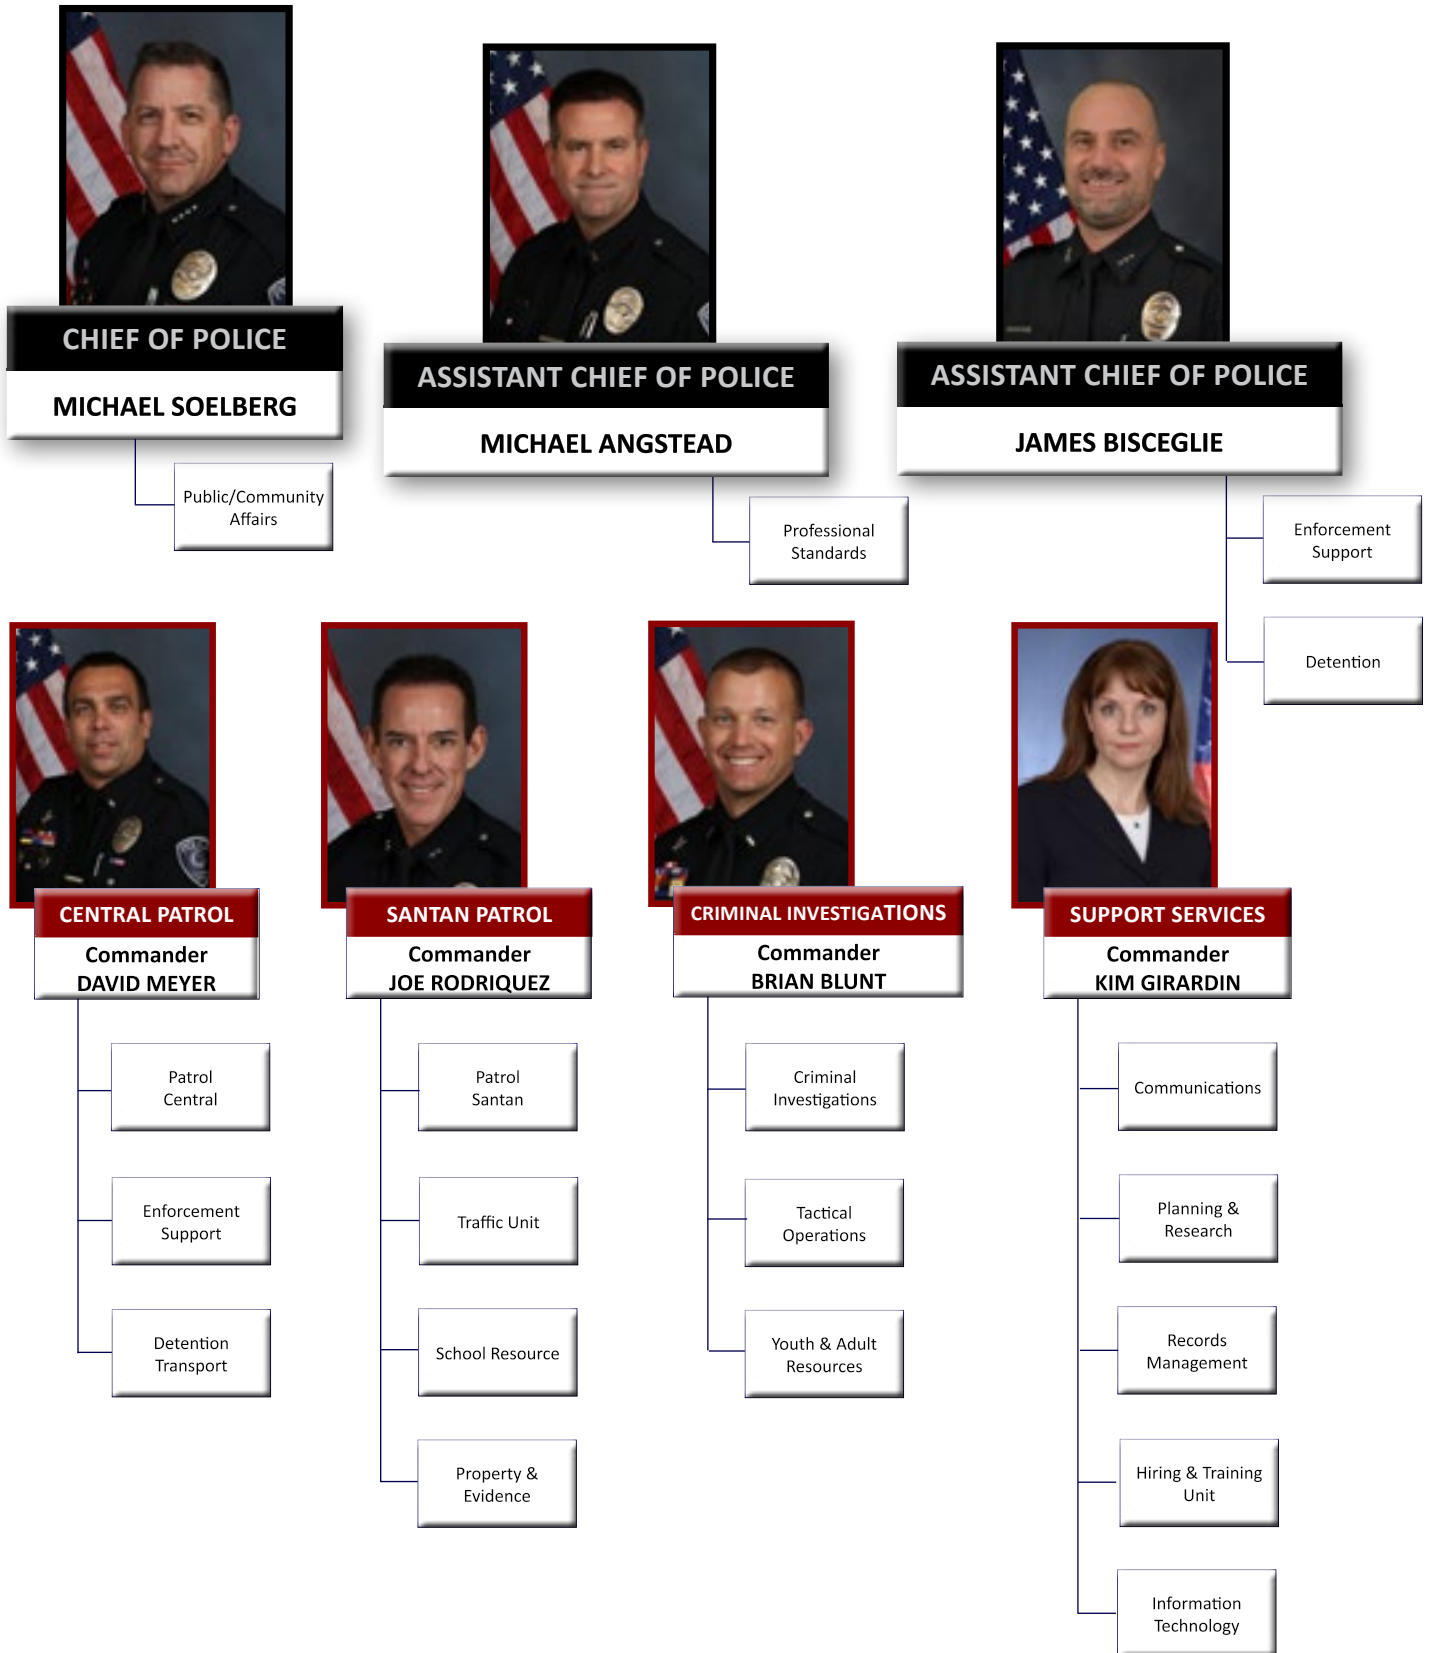 CHIEF OF POLICE
MICHAEL SOELBERG
Public/Community
Affairs
ASSISTANT CHIEF OF POLICE
MICHAEL ANGSTEAD
Professional
Standards
ASSISTANT CHIEF OF POLICE
JAMES BISCEGLIE
Enforcement
Support
Detention
CENTRAL PATROL
Commander
DAVID MEYER
Patrol
Central
Enforcement
Support
Detention
Transport
SANTAN PATROL
Commander
JOE RODRIQUEZ
Patrol
Santan
Traffic Unit
School Resource
Property &
Evidence
CRIMINAL INVESTIGATIONS
Commander
BRIAN BLUNT
Criminal
Investigations
Tactical
Operations
Youth & Adult
Resources
SUPPORT SERVICES
Commander
KIM GIRARDIN
Communications
Planning &
Research
Records
Management
Hiring & Training
Unit
Information
Technology